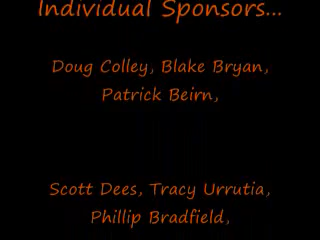 Individual Sponsors...
Doug Colley, Blake Bryan,
Patrick Beirn,
Scott Dees, Tracy Urrutia,
Phillip Bradfield,